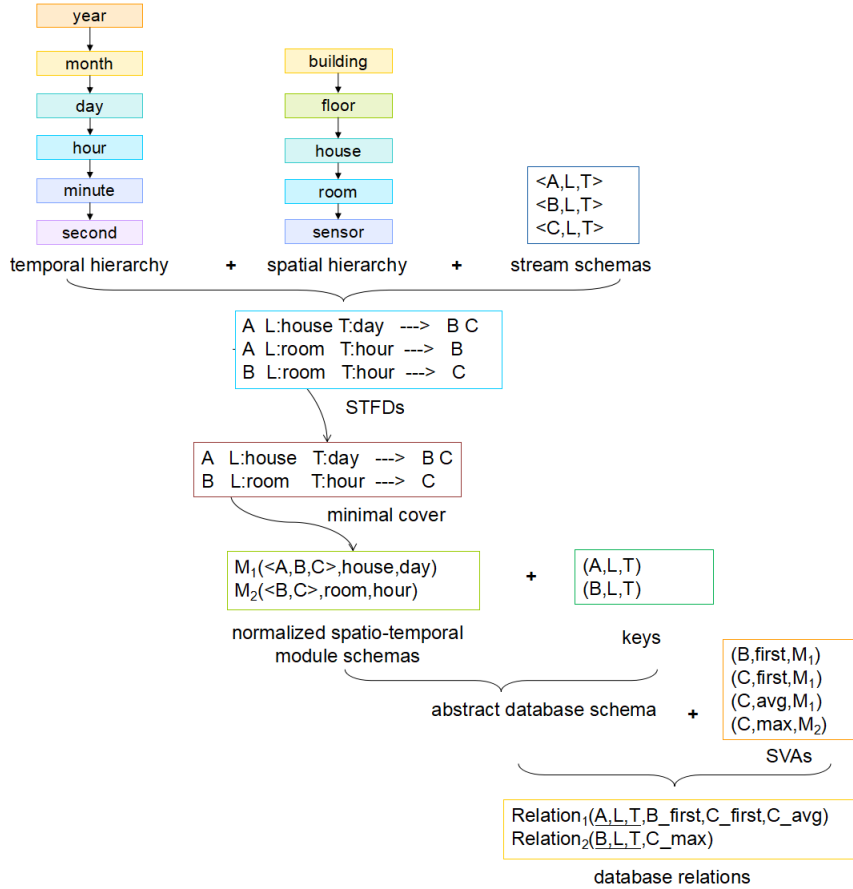 year
month
day
hour
minute
second
temporal hierarchy
+
building
floor
house
room
sensor
spatial hierarchy
+
<A,L,T>
<B,L,T>
<C,L,T>
stream schemas
A L:house T:day ---> B C
A L:room T:hour ---> B
B L:room T:hour ---> C
STFDs
A L:house T:day ---> B C
B L:room T:hour ---> C
minimal cover
M₁(<A,B,C>,house,day)
M₂(<B,C>,room,hour)
normalized spatio-temporal
module schemas
+
(A,L,T)
(B,L,T)
keys
abstract database schema
+
(B,first,M₁)
(C,first,M₁)
(C,avg,M₁)
(C,max,M₂)
SVAs
Relation₁(A,L,T,B_first,C_first,C_avg)
Relation₂(B,L,T,C_max)
database relations